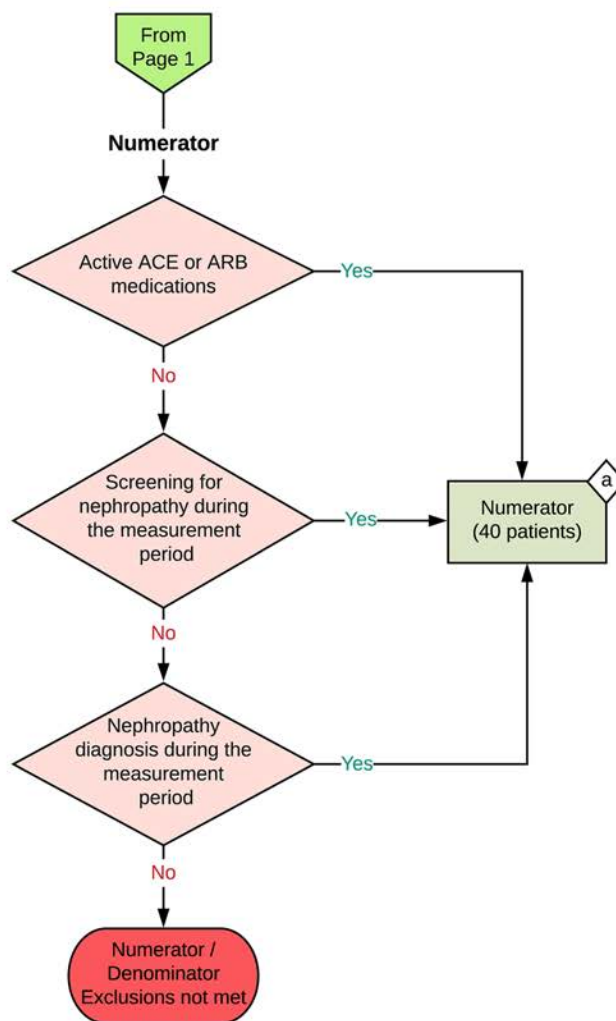 From
Page 1
Numerator
Active ACE or ARB
medications
Yes
No
Screening for
nephropathy during
the measurement
period
Yes
a
Numerator
(40 patients)
No
Nephropathy
diagnosis during the
measurement
period
Yes
No
Numerator /
Denominator
Exclusions not met